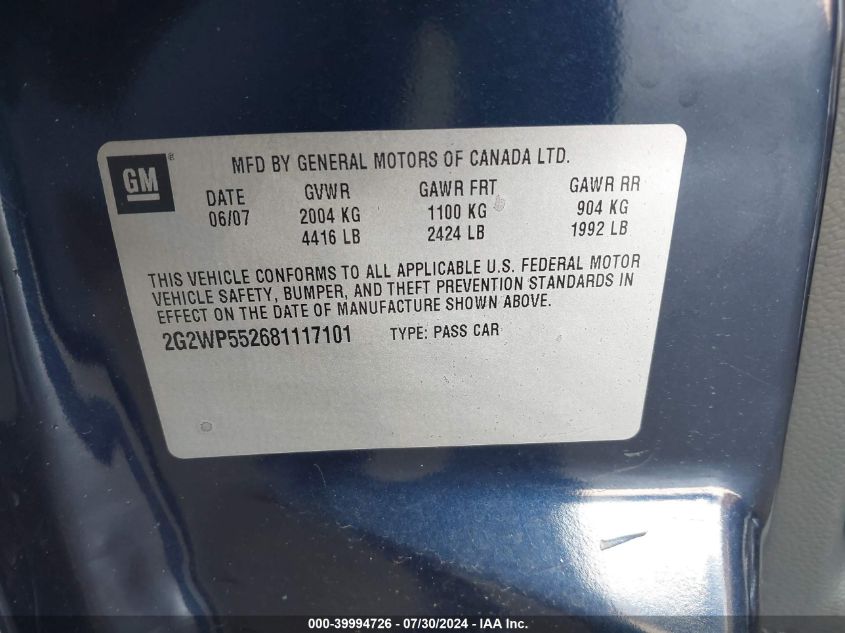 GM ®
MFD BY GENERAL MOTORS OF CANADA LTD.
DATE GVWR GAWR FRT GAWR RR
06/07 2004 KG 1100 KG 904 KG
4416 LB 2424 LB 1992 LB
THIS VEHICLE CONFORMS TO ALL APPLICABLE U.S. FEDERAL MOTOR
VEHICLE SAFETY, BUMPER, AND THEFT PREVENTION STANDARDS IN
EFFECT ON THE DATE OF MANUFACTURE SHOWN ABOVE.
2G2WP552681117101 TYPE: PASS CAR
000-39994726 - 07/30/2024 - IAA Inc.